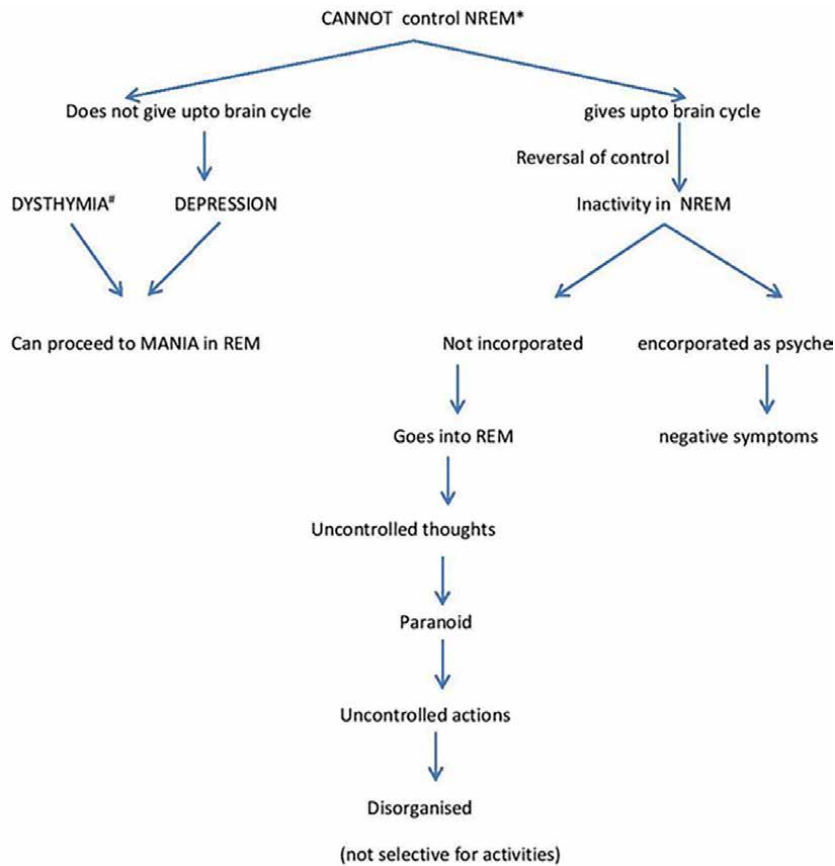 CANNOT control NREM*
Does not give upto brain cycle
gives upto brain cycle
Reversal of control
DYSTHYMIA#
DEPRESSION
Inactivity in NREM
Can proceed to MANIA in REM
Not incorporated
encorporated as psyche
Goes into REM
negative symptoms
Uncontrolled thoughts
Paranoid
Uncontrolled actions
Disorganised
(not selective for activities)